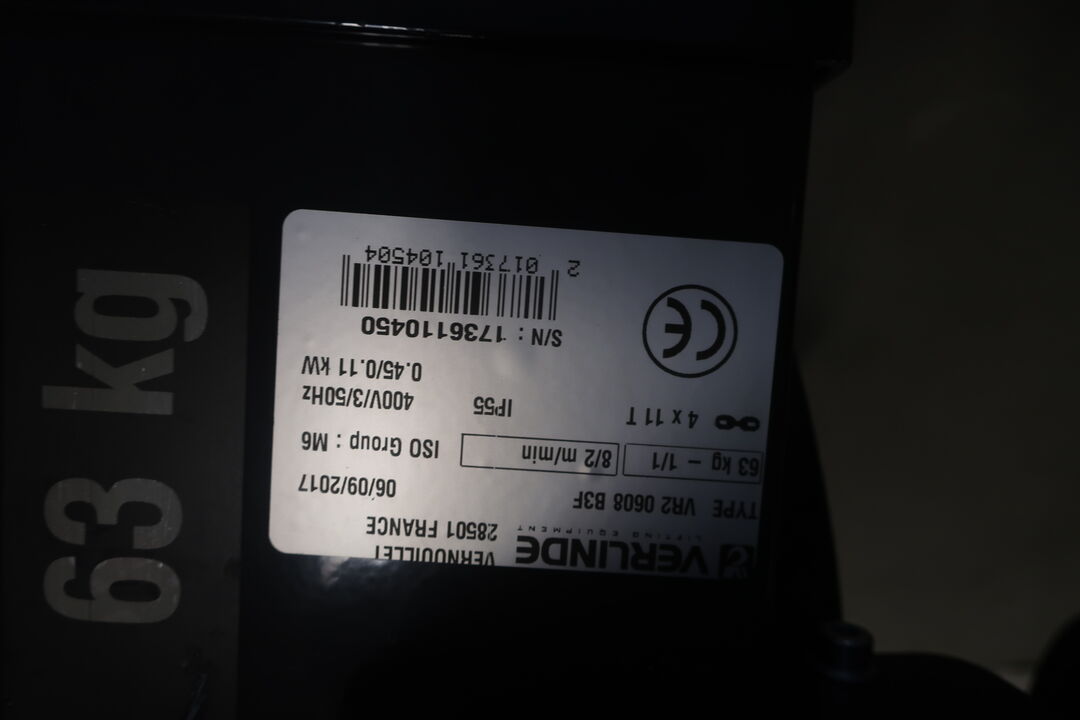 VERLINDE
LIFTING EQUIPMENT
VERNOUILLET
28501 FRANCE
TYPE VR2 0608 B3F
06/09/2017
63 kg – 1/1
8/2 m/min
ISO Group : M6
4 x 11 T
IP55
400V/3/50Hz
0.45/0.11 kW
CE
S/N : 1736110450
2 017361 104504
63 kg